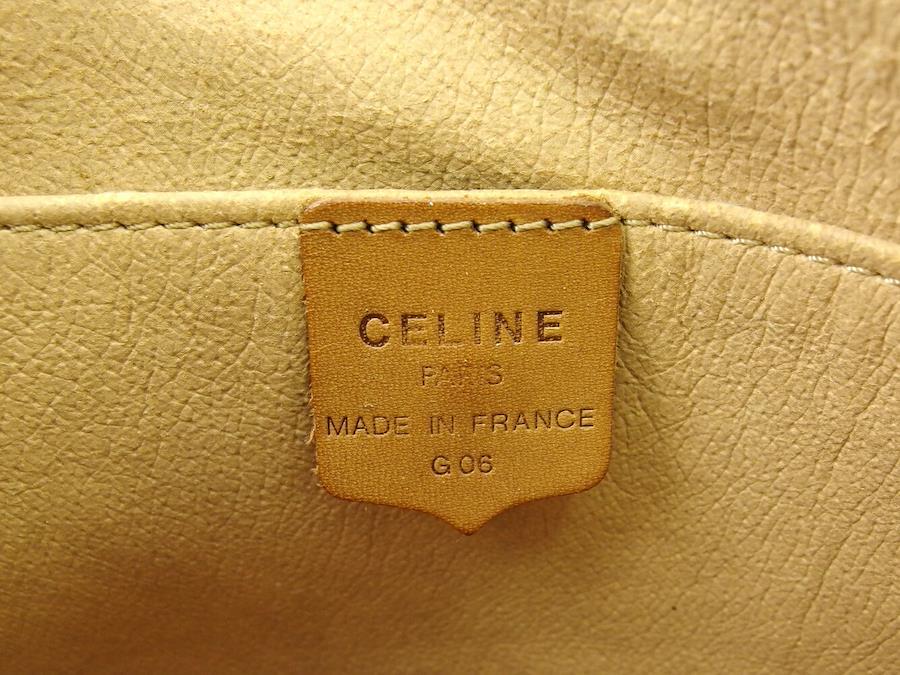 CELINE
PARIS
MADE IN FRANCE
G 06